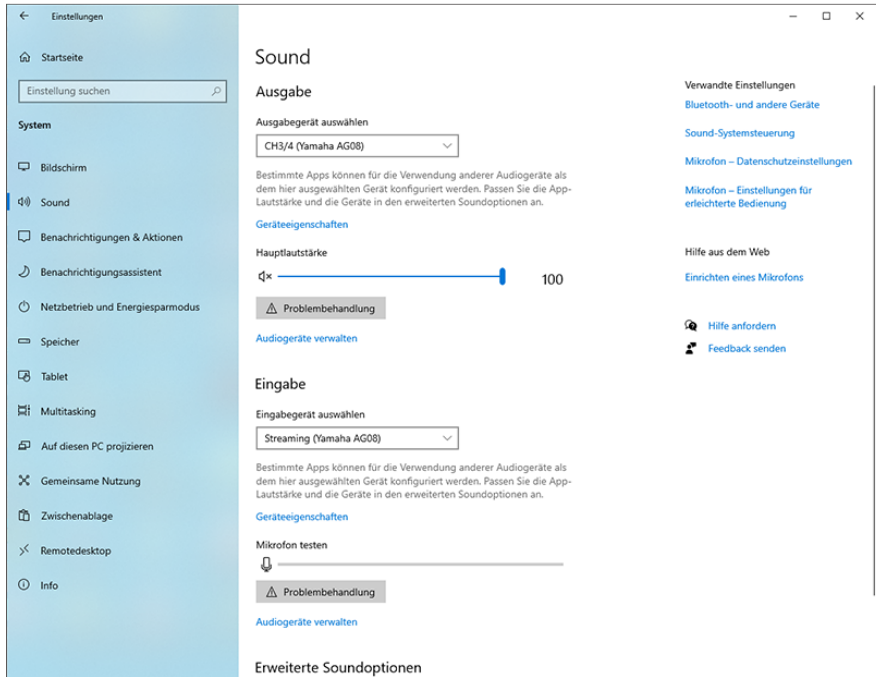 Einstellungen
Startseite
Einstellung suchen
System
Bildschirm
Sound
Benachrichtigungen & Aktionen
Benachrichtigungsassistent
Netzbetrieb und Energiesparmodus
Speicher
Tablet
Multitasking
Auf diesen PC projizieren
Gemeinsame Nutzung
Zwischenablage
Remotedesktop
Info
Sound
Ausgabe
Ausgabegerät auswählen
CH3/4 (Yamaha AG08)
Bestimmte Apps können für die Verwendung anderer Audiogeräte als
dem hier ausgewählten Gerät konfiguriert werden. Passen Sie die App-
Lautstärke und die Geräte in den erweiterten Soundoptionen an.
Geräteeigenschaften
Hauptlautstärke
100
Problembehandlung
Audiogeräte verwalten
Eingabe
Eingabegerät auswählen
Streaming (Yamaha AG08)
Bestimmte Apps können für die Verwendung anderer Audiogeräte als
dem hier ausgewählten Gerät konfiguriert werden. Passen Sie die App-
Lautstärke und die Geräte in den erweiterten Soundoptionen an.
Geräteeigenschaften
Mikrofon testen
Problembehandlung
Audiogeräte verwalten
Erweiterte Soundoptionen
Verwandte Einstellungen
Bluetooth- und andere Geräte
Sound-Systemsteuerung
Mikrofon – Datenschutzeinstellungen
Mikrofon – Einstellungen für
erleichterte Bedienung
Hilfe aus dem Web
Einrichten eines Mikrofons
Hilfe anfordern
Feedback senden